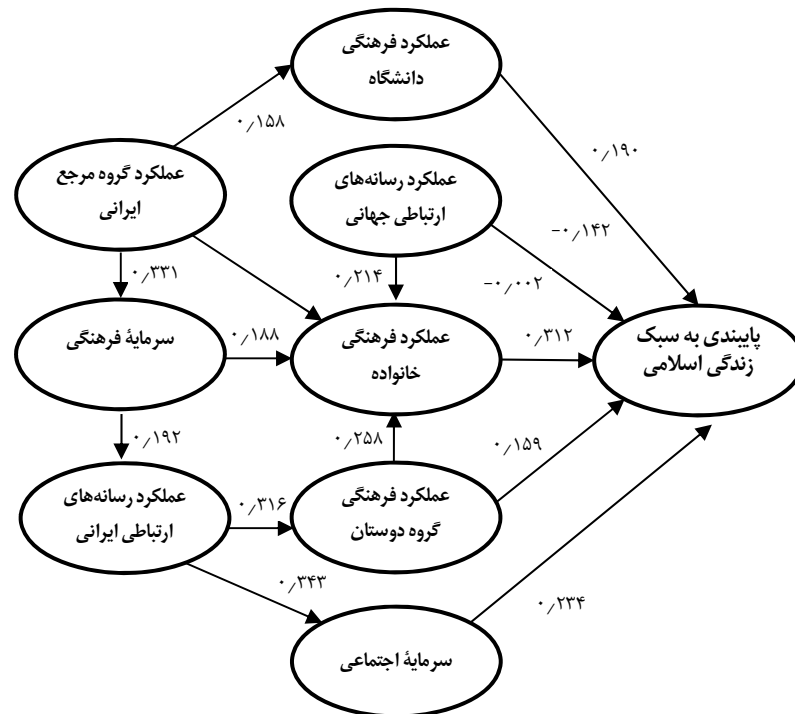 عملکرد فرهنگی
دانشگاه
۰٫۱۵۸
۰٫۱۹۰
عملکرد گروه مرجع
ایرانی
عملکرد رسانه‌های
ارتباطی جهانی
-۰٫۱۴۲
۰٫۳۳۱
۰٫۲۱۴
-۰٫۰۰۲
سرمایۀ فرهنگی
۰٫۱۸۸
عملکرد فرهنگی
خانواده
۰٫۳۱۲
پایبندی به سبک
زندگی اسلامی
۰٫۱۹۲
۰٫۲۵۸
۰٫۱۵۹
عملکرد رسانه‌های
ارتباطی ایرانی
۰٫۳۱۶
عملکرد فرهنگی
گروه دوستان
۰٫۳۴۳
۰٫۲۳۴
سرمایۀ اجتماعی